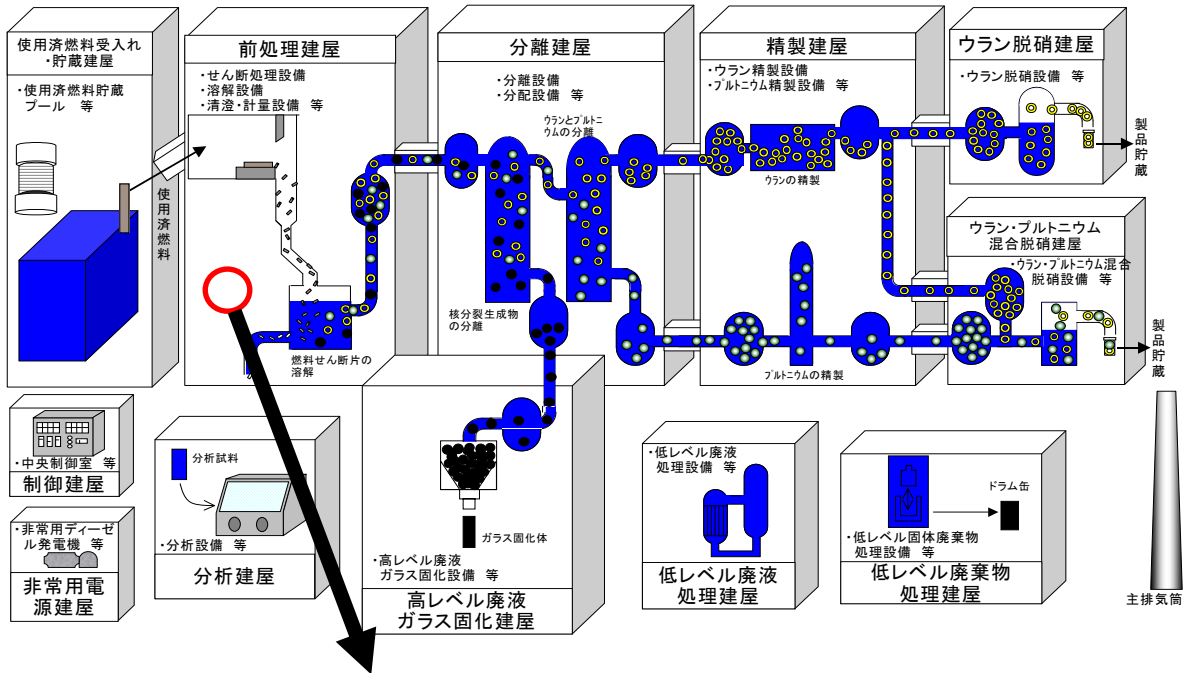 使用済燃料受入れ
・貯蔵建屋
・使用済燃料貯蔵
プール 等
使用済燃料
前処理建屋
・せん断処理設備
・溶解設備
・清澄・計量設備 等
燃料せん断片の
溶解
分離建屋
・分離設備
・分配設備 等
ウランとプルトニ
ウムの分離
核分裂生成物
の分離
精製建屋
・ウラン精製設備
・プルトニウム精製設備 等
ウランの精製
プルトニウムの精製
ウラン脱硝建屋
・ウラン脱硝設備 等
製品貯蔵
ウラン・プルトニウム
混合脱硝建屋
・ウラン・プルトニウム混合
脱硝設備 等
製品貯蔵
・中央制御室 等
制御建屋
・非常用ディーゼ
ル発電機 等
非常用電
源建屋
分析試料
・分析設備 等
分析建屋
ガラス固化体
・高レベル廃液
ガラス固化設備 等
高レベル廃液
ガラス固化建屋
・低レベル廃液
処理設備 等
低レベル廃液
処理建屋
ドラム缶
・低レベル固体廃棄物
処理設備 等
低レベル廃棄物
処理建屋
主排気筒